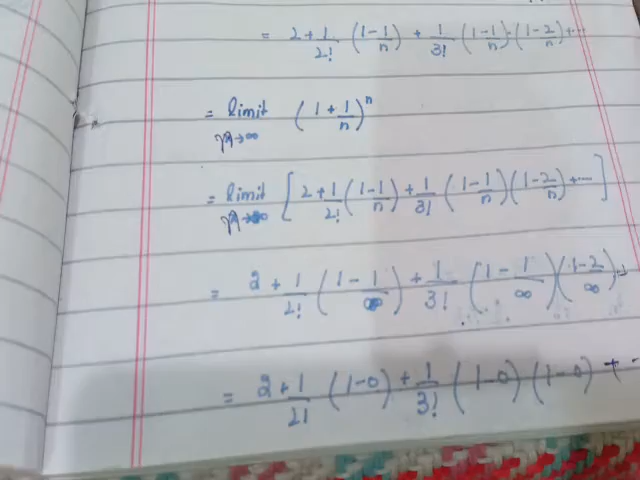 = 2 + 1/2! (1 - 1/n) + 1/3! (1 - 1/n) · (1 - 2/n) + ...
= limit n→∞ (1 + 1/n)^n
= limit n→∞ [2 + 1/2! (1 - 1/n) + 1/3! (1 - 1/n) (1 - 2/n) + ...]
= 2 + 1/2! (1 - 1/∞) + 1/3! (1 - 1/∞) (1 - 2/∞) +
= 2 + 1/2! (1-0) + 1/3! (1-0) (1-0) + ·